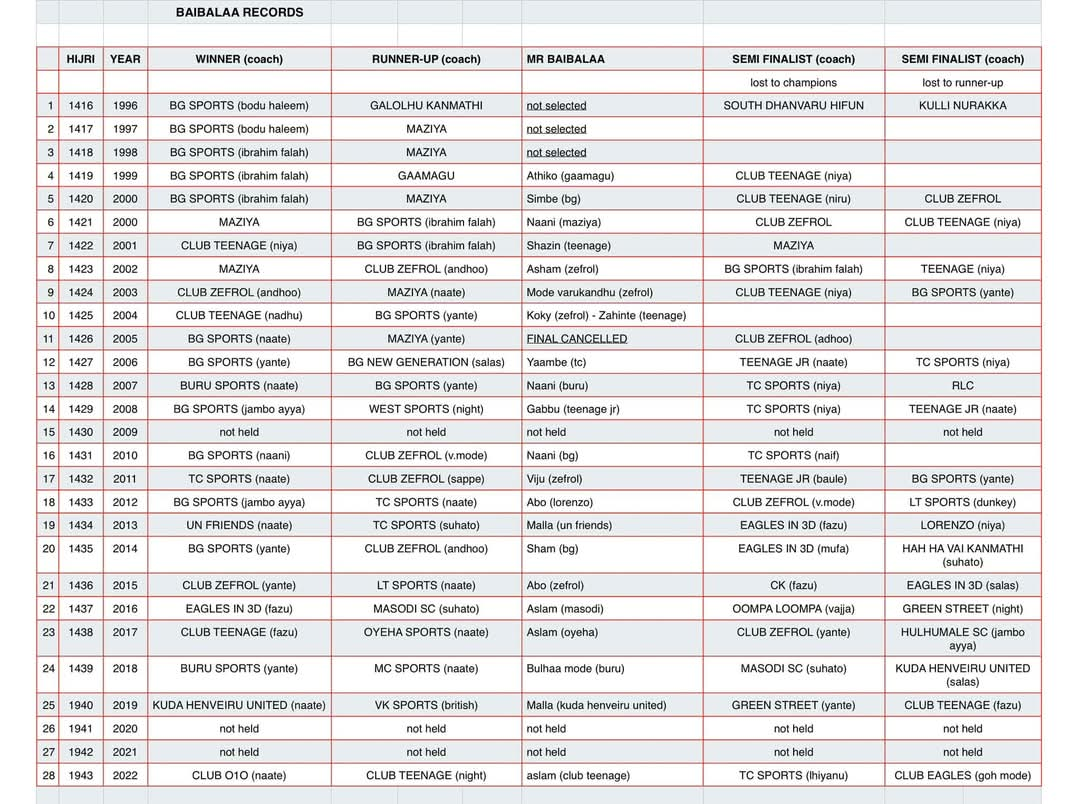 BAIBALAA RECORDS
HIJRI YEAR WINNER (coach) RUNNER-UP (coach) MR BAIBALAA SEMI FINALIST (coach) SEMI FINALIST (coach)
lost to champions lost to runner-up
1 1416 1996 BG SPORTS (bodu haleem) GALOLHU KANMATHI not selected SOUTH DHANVARU HIFUN KULLI NURAKKA
2 1417 1997 BG SPORTS (bodu haleem) MAZIYA not selected
3 1418 1998 BG SPORTS (ibrahim falah) MAZIYA not selected
4 1419 1999 BG SPORTS (ibrahim falah) GAAMAGU Athiko (gaamagu) CLUB TEENAGE (niya)
5 1420 2000 BG SPORTS (ibrahim falah) MAZIYA Simbe (bg) CLUB TEENAGE (niru) CLUB ZEFROL
6 1421 2000 MAZIYA BG SPORTS (ibrahim falah) Naani (maziya) CLUB ZEFROL CLUB TEENAGE (niya)
7 1422 2001 CLUB TEENAGE (niya) BG SPORTS (ibrahim falah) Shazin (teenage) MAZIYA
8 1423 2002 MAZIYA CLUB ZEFROL (andhoo) Asham (zefrol) BG SPORTS (ibrahim falah) TEENAGE (niya)
9 1424 2003 CLUB ZEFROL (andhoo) MAZIYA (naate) Mode varukandhu (zefrol) CLUB TEENAGE (niya) BG SPORTS (yante)
10 1425 2004 CLUB TEENAGE (nadhu) BG SPORTS (yante) Koky (zefrol) - Zahinte (teenage)
11 1426 2005 BG SPORTS (naate) MAZIYA (yante) FINAL CANCELLED CLUB ZEFROL (adhoo)
12 1427 2006 BG SPORTS (yante) BG NEW GENERATION (salas) Yaambe (tc) TEENAGE JR (naate) TC SPORTS (niya)
13 1428 2007 BURU SPORTS (naate) BG SPORTS (yante) Naani (buru) TC SPORTS (niya) RLC
14 1429 2008 BG SPORTS (jambo ayya) WEST SPORTS (night) Gabbu (teenage jr) TC SPORTS (niya) TEENAGE JR (naate)
15 1430 2009 not held not held not held not held not held
16 1431 2010 BG SPORTS (naani) CLUB ZEFROL (v.mode) Naani (bg) TC SPORTS (naif)
17 1432 2011 TC SPORTS (naate) CLUB ZEFROL (sappe) Viju (zefrol) TEENAGE JR (baule) BG SPORTS (yante)
18 1433 2012 BG SPORTS (jambo ayya) TC SPORTS (naate) Abo (lorenzo) CLUB ZEFROL (v.mode) LT SPORTS (dunkey)
19 1434 2013 UN FRIENDS (naate) TC SPORTS (suhato) Malla (un friends) EAGLES IN 3D (fazu) LORENZO (niya)
20 1435 2014 BG SPORTS (yante) CLUB ZEFROL (andhoo) Sham (bg) EAGLES IN 3D (mufa) HAH HA VAI KANMATHI
(suhato)
21 1436 2015 CLUB ZEFROL (yante) LT SPORTS (naate) Abo (zefrol) CK (fazu) EAGLES IN 3D (salas)
22 1437 2016 EAGLES IN 3D (fazu) MASODI SC (suhato) Aslam (masodi) OOMPA LOOMPA (vajja) GREEN STREET (night)
23 1438 2017 CLUB TEENAGE (fazu) OYEHA SPORTS (naate) Aslam (oyeha) CLUB ZEFROL (yante) HULHUMALE SC (jambo
ayya)
24 1439 2018 BURU SPORTS (yante) MC SPORTS (naate) Bulhaa mode (buru) MASODI SC (suhato) KUDA HENVEIRU UNITED
(salas)
25 1940 2019 KUDA HENVEIRU UNITED (naate) VK SPORTS (british) Malla (kuda henveiru united) GREEN STREET (yante) CLUB TEENAGE (fazu)
26 1941 2020 not held not held not held not held not held
27 1942 2021 not held not held not held not held not held
28 1943 2022 CLUB O1O (naate) CLUB TEENAGE (night) aslam (club teenage) TC SPORTS (lhiyanu) CLUB EAGLES (goh mode)